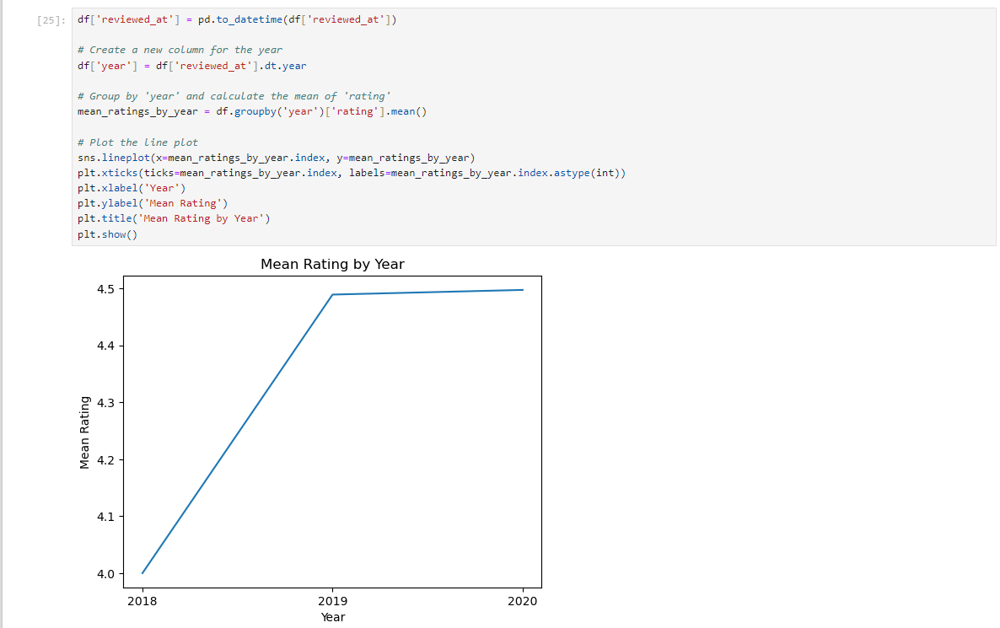 [25]: df['reviewed_at'] = pd.to_datetime(df['reviewed_at'])
# Create a new column for the year
df['year'] = df['reviewed_at'].dt.year
# Group by 'year' and calculate the mean of 'rating'
mean_ratings_by_year = df.groupby('year')['rating'].mean()
# Plot the line plot
sns.lineplot(x=mean_ratings_by_year.index, y=mean_ratings_by_year)
plt.xticks(ticks=mean_ratings_by_year.index, labels=mean_ratings_by_year.index.astype(int))
plt.xlabel('Year')
plt.ylabel('Mean Rating')
plt.title('Mean Rating by Year')
plt.show()
Mean Rating by Year
4.5
4.4
4.3
4.2
4.1
4.0
Mean Rating
2018 2019 2020
Year